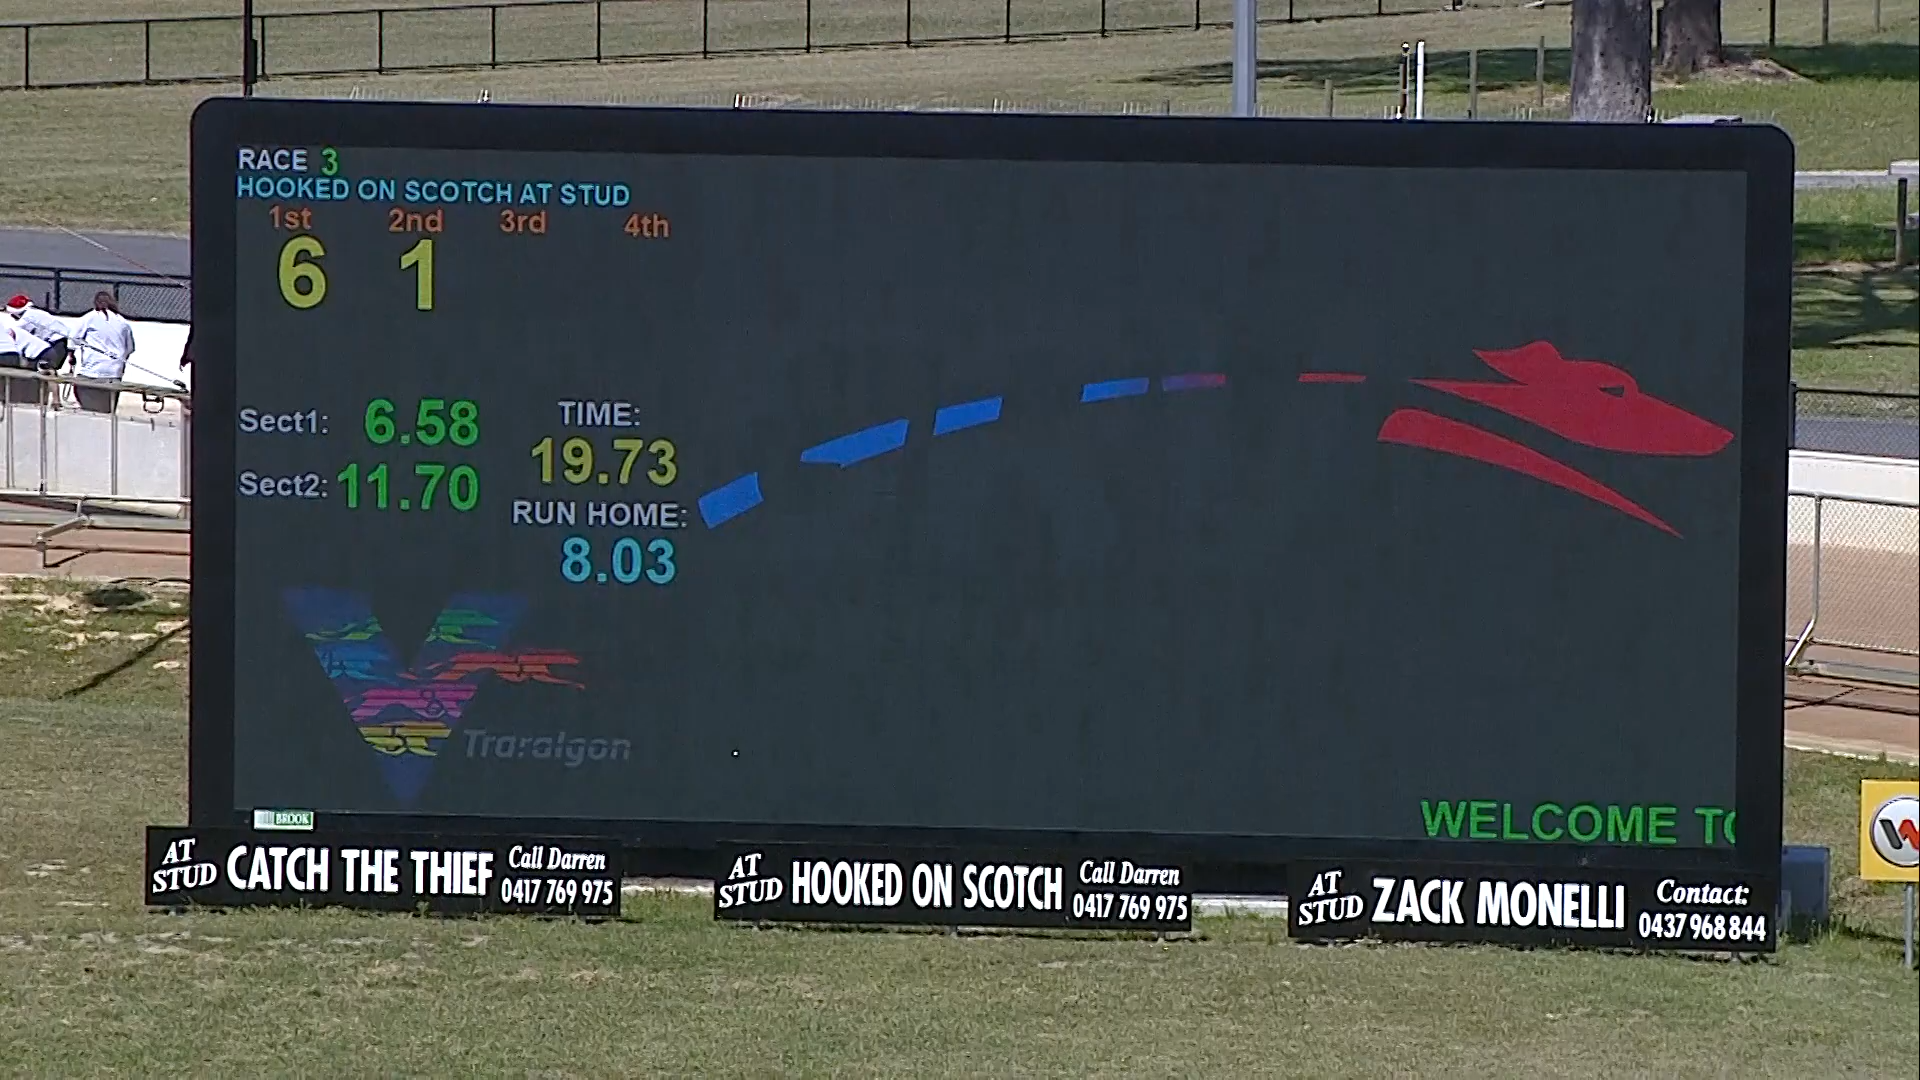 RACE 3
HOOKED ON SCOTCH AT STUD
1st 2nd 3rd 4th
6 1
Sect1: 6.58
Sect2: 11.70
TIME:
19.73
RUN HOME:
8.03
Traralgon
WELCOME TO
BROOK
AT STUD CATCH THE THIEF Call Darren 0417 769 975
AT STUD HOOKED ON SCOTCH Call Darren 0417 769 975
AT STUD ZACK MONELLI Contact: 0437 968 844